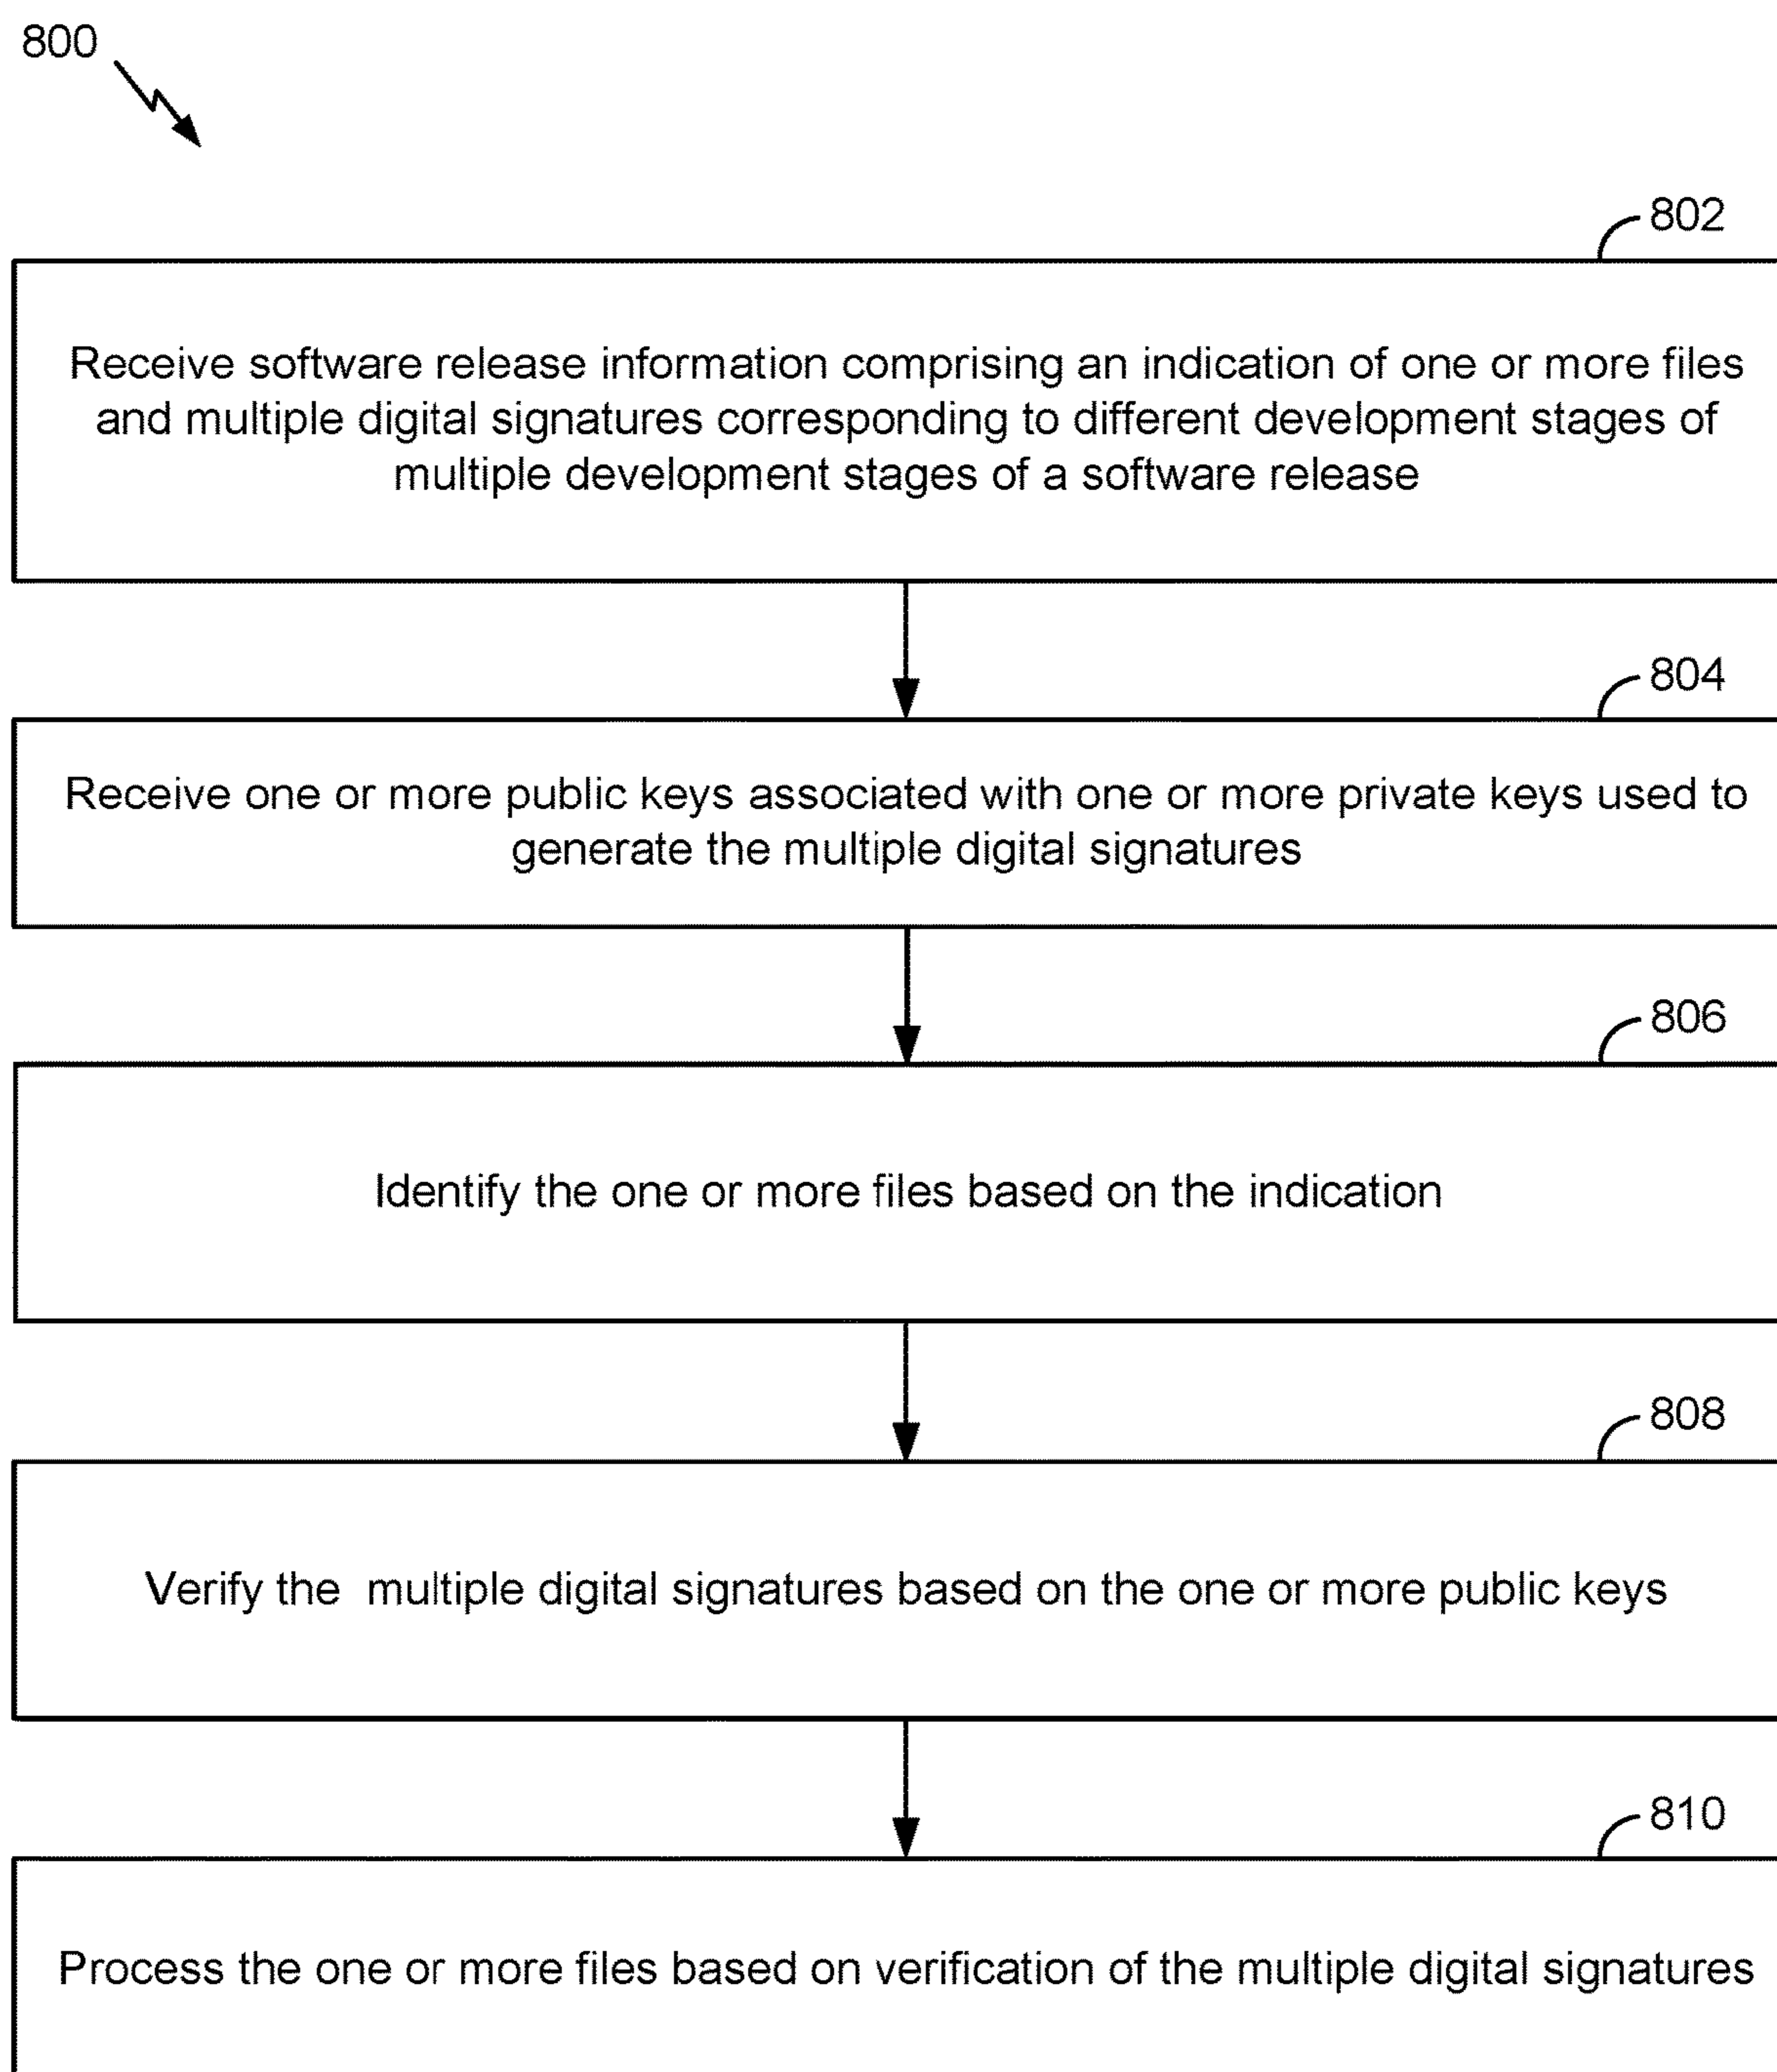 800
802
Receive software release information comprising an indication of one or more files
and multiple digital signatures corresponding to different development stages of
multiple development stages of a software release
804
Receive one or more public keys associated with one or more private keys used to
generate the multiple digital signatures
806
Identify the one or more files based on the indication
808
Verify the  multiple digital signatures based on the one or more public keys
810
Process the one or more files based on verification of the multiple digital signatures